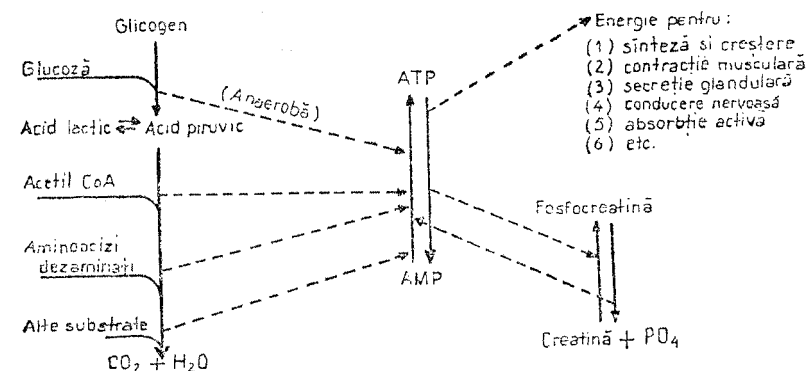 Glicogen
Glucoză
(Anaerobă)
Acid lactic ⇌ Acid piruvic
Acetil CoA
Aminoacizi
dezaminați
Alte substrate
CO₂ + H₂O
ATP
AMP
Energie pentru:
(1) sinteză si creștere
(2) contracție musculară
(3) secreție glandulară
(4) conducere nervoasă
(5) absorbție activă
(6) etc.
Fosfocreatină
Creatină + PO₄